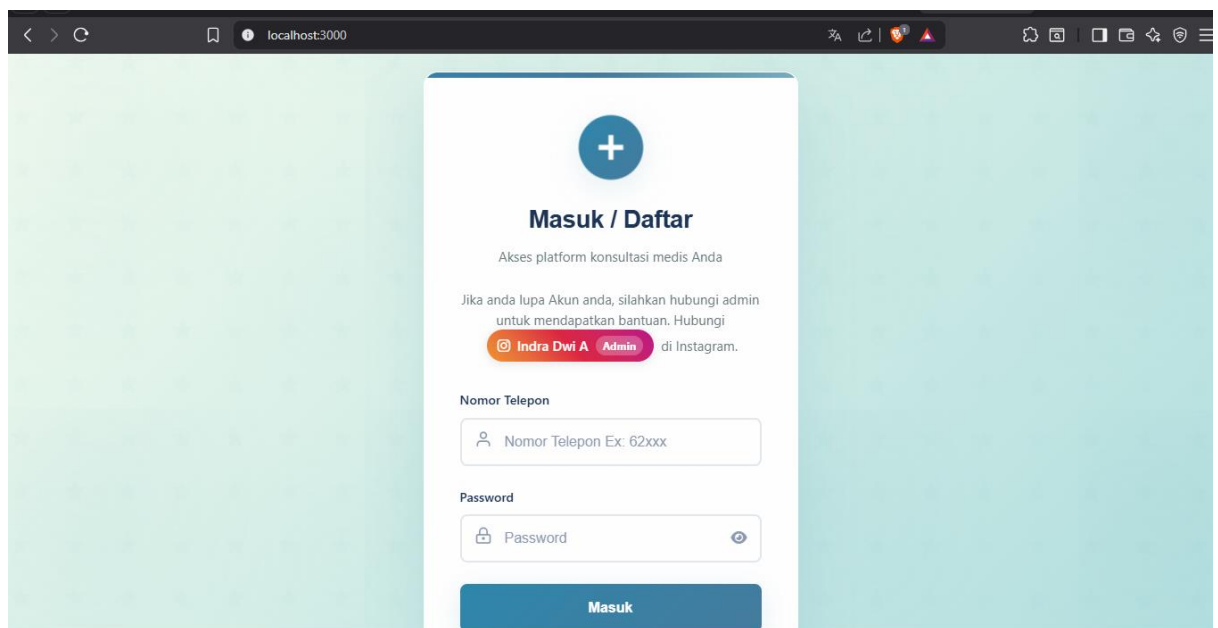 localhost:3000
Masuk / Daftar
Akses platform konsultasi medis Anda
Jika anda lupa Akun anda, silahkan hubungi admin
untuk mendapatkan bantuan. Hubungi
Indra Dwi A Admin di Instagram.
Nomor Telepon
Nomor Telepon Ex: 62xxx
Password
Password
Masuk